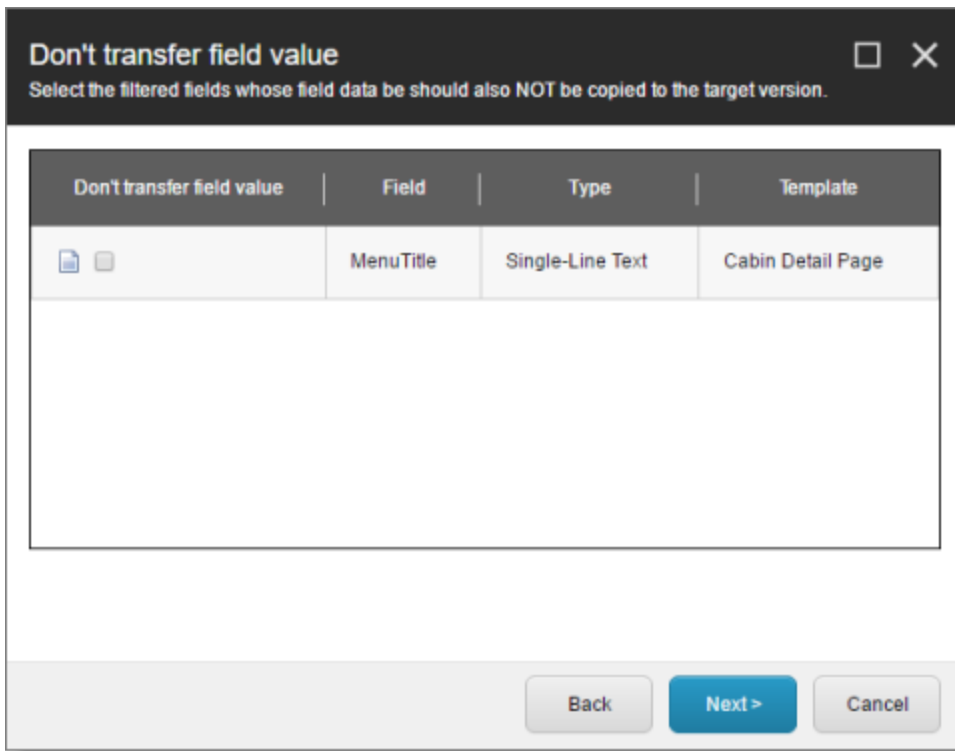 Don't transfer field value
Select the filtered fields whose field data be should also NOT be copied to the target version.
Don't transfer field value Field Type Template
MenuTitle Single-Line Text Cabin Detail Page
Back Next > Cancel